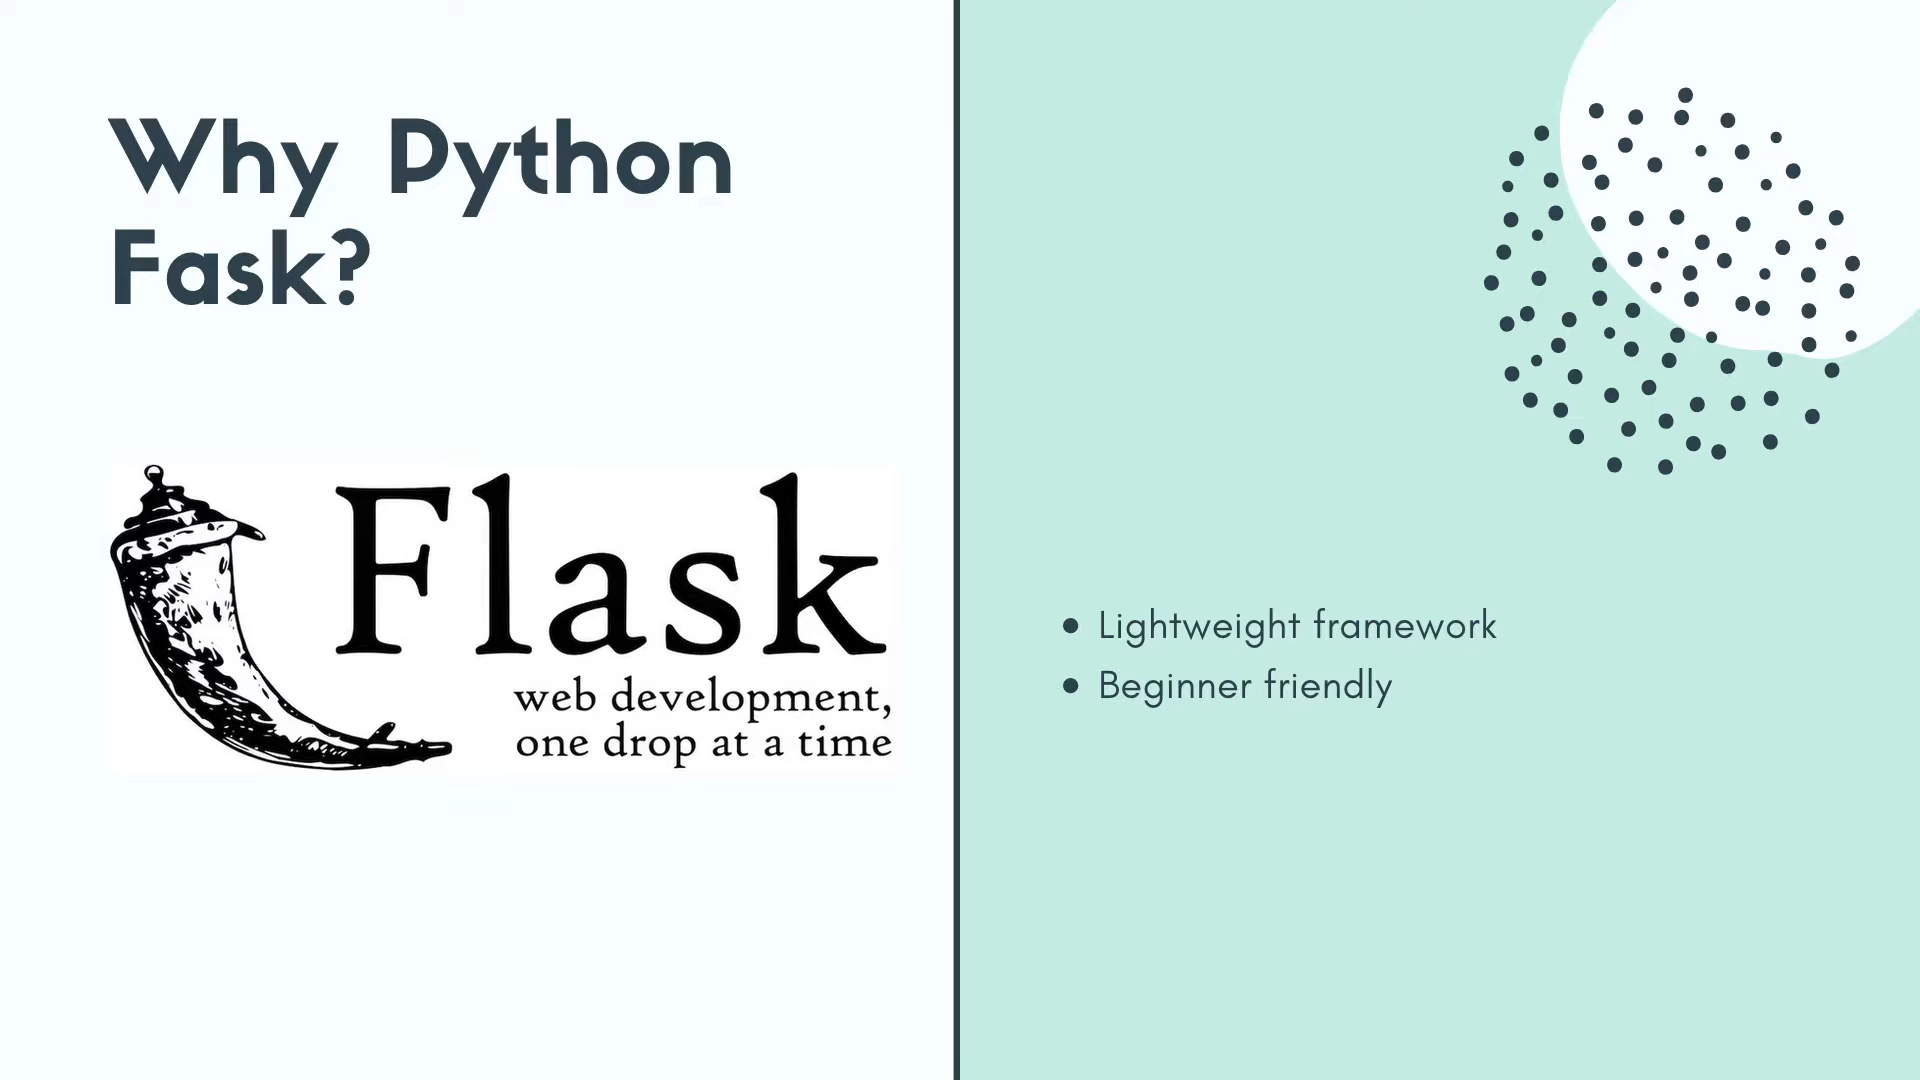 Why Python
Fask?
Flask
web development,
one drop at a time
• Lightweight framework
• Beginner friendly